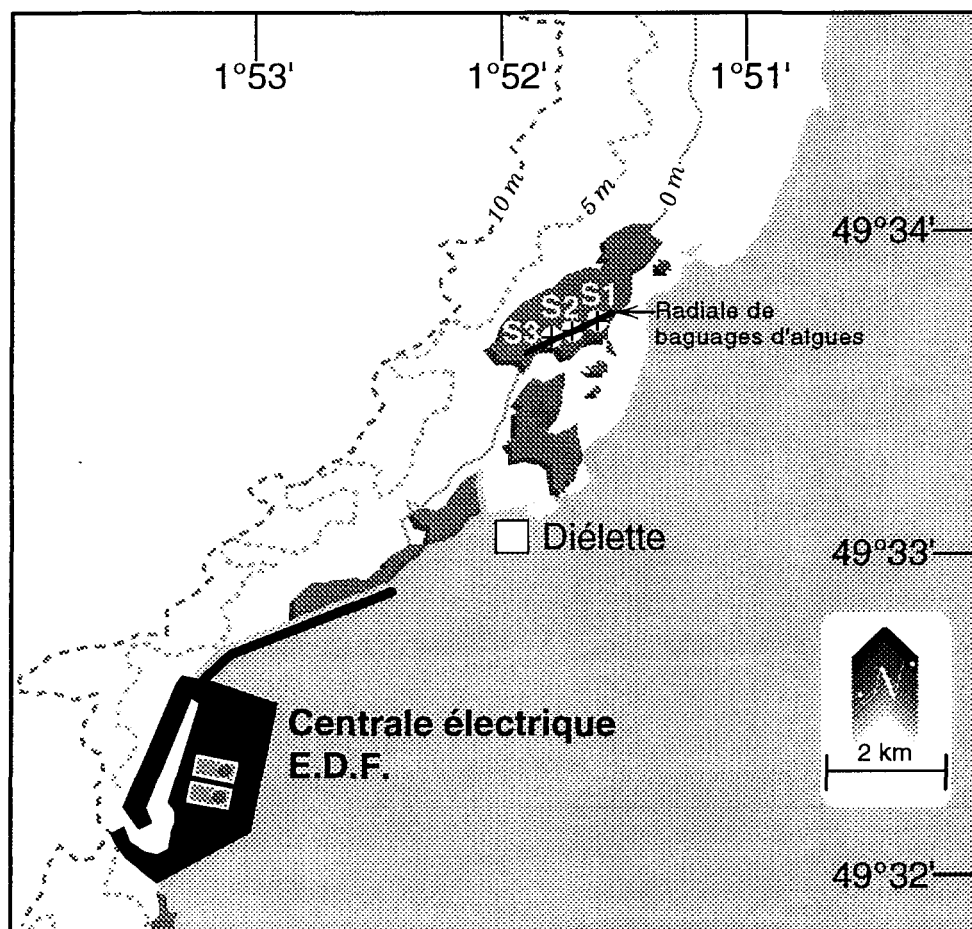 1°53'
1°52'
1°51'
10 m
5 m
0 m
49°34'
S1
S2
S3
Radiale de
baguages d'algues
Diélette
49°33'
Centrale électrique
E.D.F.
2 km
49°32'